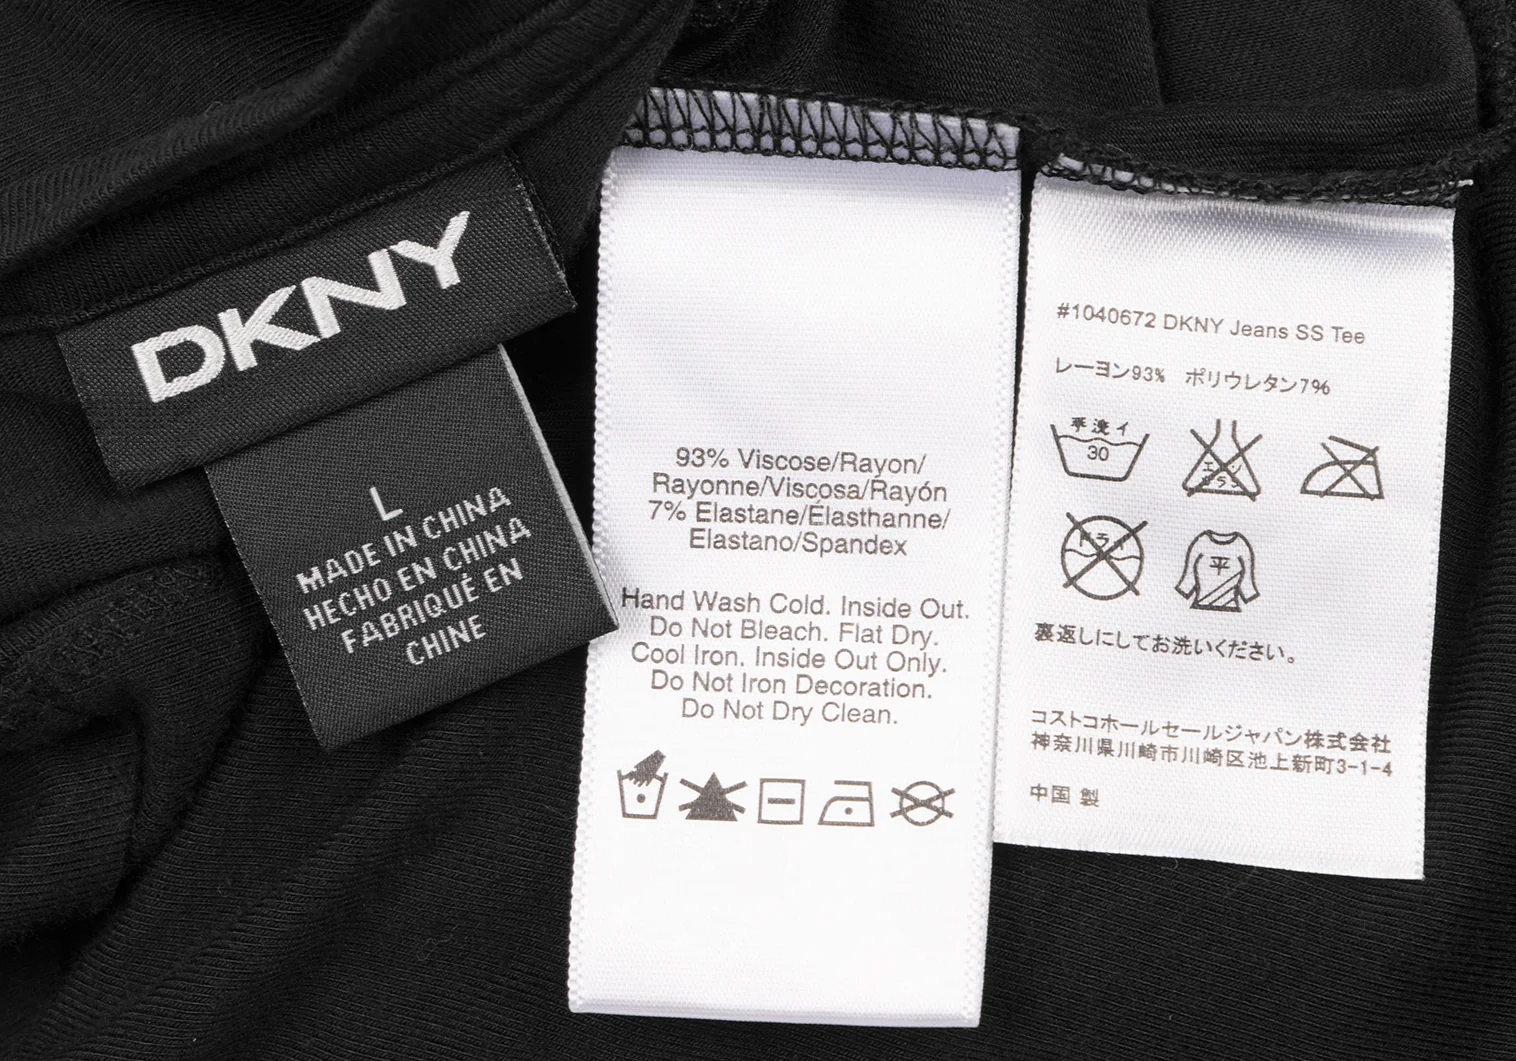 DKNY
L
MADE IN CHINA
HECHO EN CHINA
FABRIQUÉ EN
CHINE
93% Viscose/Rayon/
Rayonne/Viscosa/Rayón
7% Elastane/Élasthanne/
Elastano/Spandex
Hand Wash Cold. Inside Out.
Do Not Bleach. Flat Dry.
Cool Iron. Inside Out Only.
Do Not Iron Decoration.
Do Not Dry Clean.
#1040672 DKNY Jeans SS Tee
レーヨン93% ポリウレタン7%
手洗イ
30
エンソサラシ
ドライ
平
裏返しにしてお洗いください。
コストコホールセールジャパン株式会社
神奈川県川崎市川崎区池上新町3-1-4
中国 製